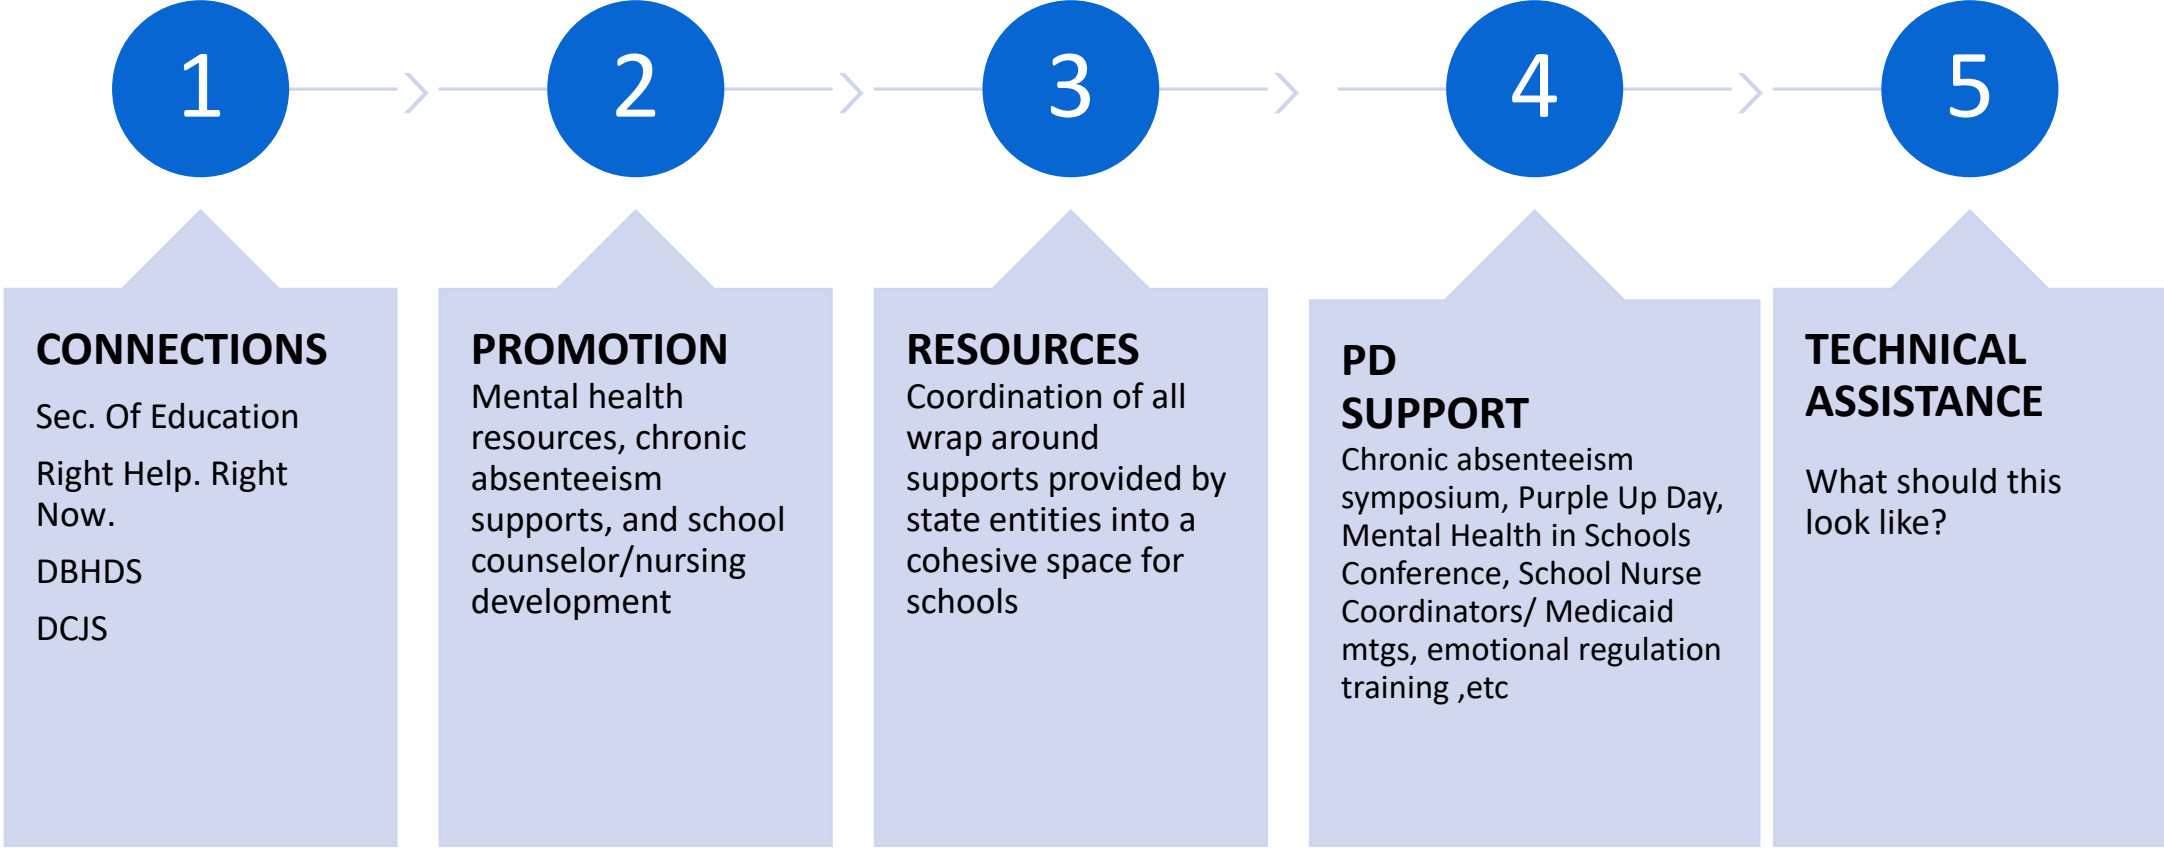 1
2
3
4
5
CONNECTIONS
Sec. Of Education
Right Help. Right
Now.
DBHDS
DCJS
PROMOTION
Mental health
resources, chronic
absenteeism
supports, and school
counselor/nursing
development
RESOURCES
Coordination of all
wrap around
supports provided by
state entities into a
cohesive space for
schools
PD
SUPPORT
Chronic absenteeism
symposium, Purple Up Day,
Mental Health in Schools
Conference, School Nurse
Coordinators/ Medicaid
mtgs, emotional regulation
training ,etc
TECHNICAL
ASSISTANCE
What should this
look like?